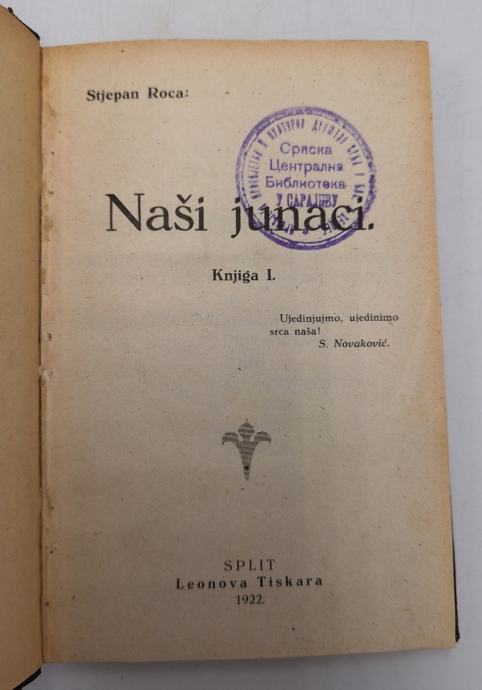 Stjepan Roca:
Српска
Централна
Библиотека
У САРАЈЕВУ
Naši junaci.
Knjiga I.
Ujedinjujmo, ujedinimo
srca naša!
S. Novaković.
SPLIT
Leonova Tiskara
1922.